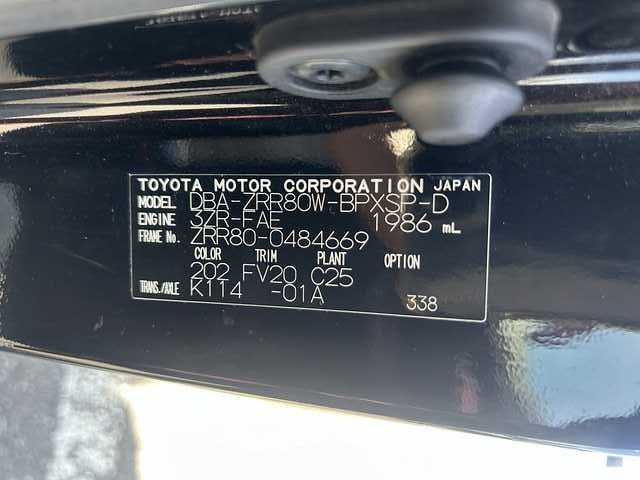 TOYOTA MOTOR CORPORATION JAPAN
MODEL DBA-ZRR80W-BPXSP-D
ENGINE 3ZR-FAE 1986 mL
FRAME No. ZRR80-0484669
COLOR TRIM PLANT OPTION
202 FV20 C25
TRANS./AXLE K114 -01A
338